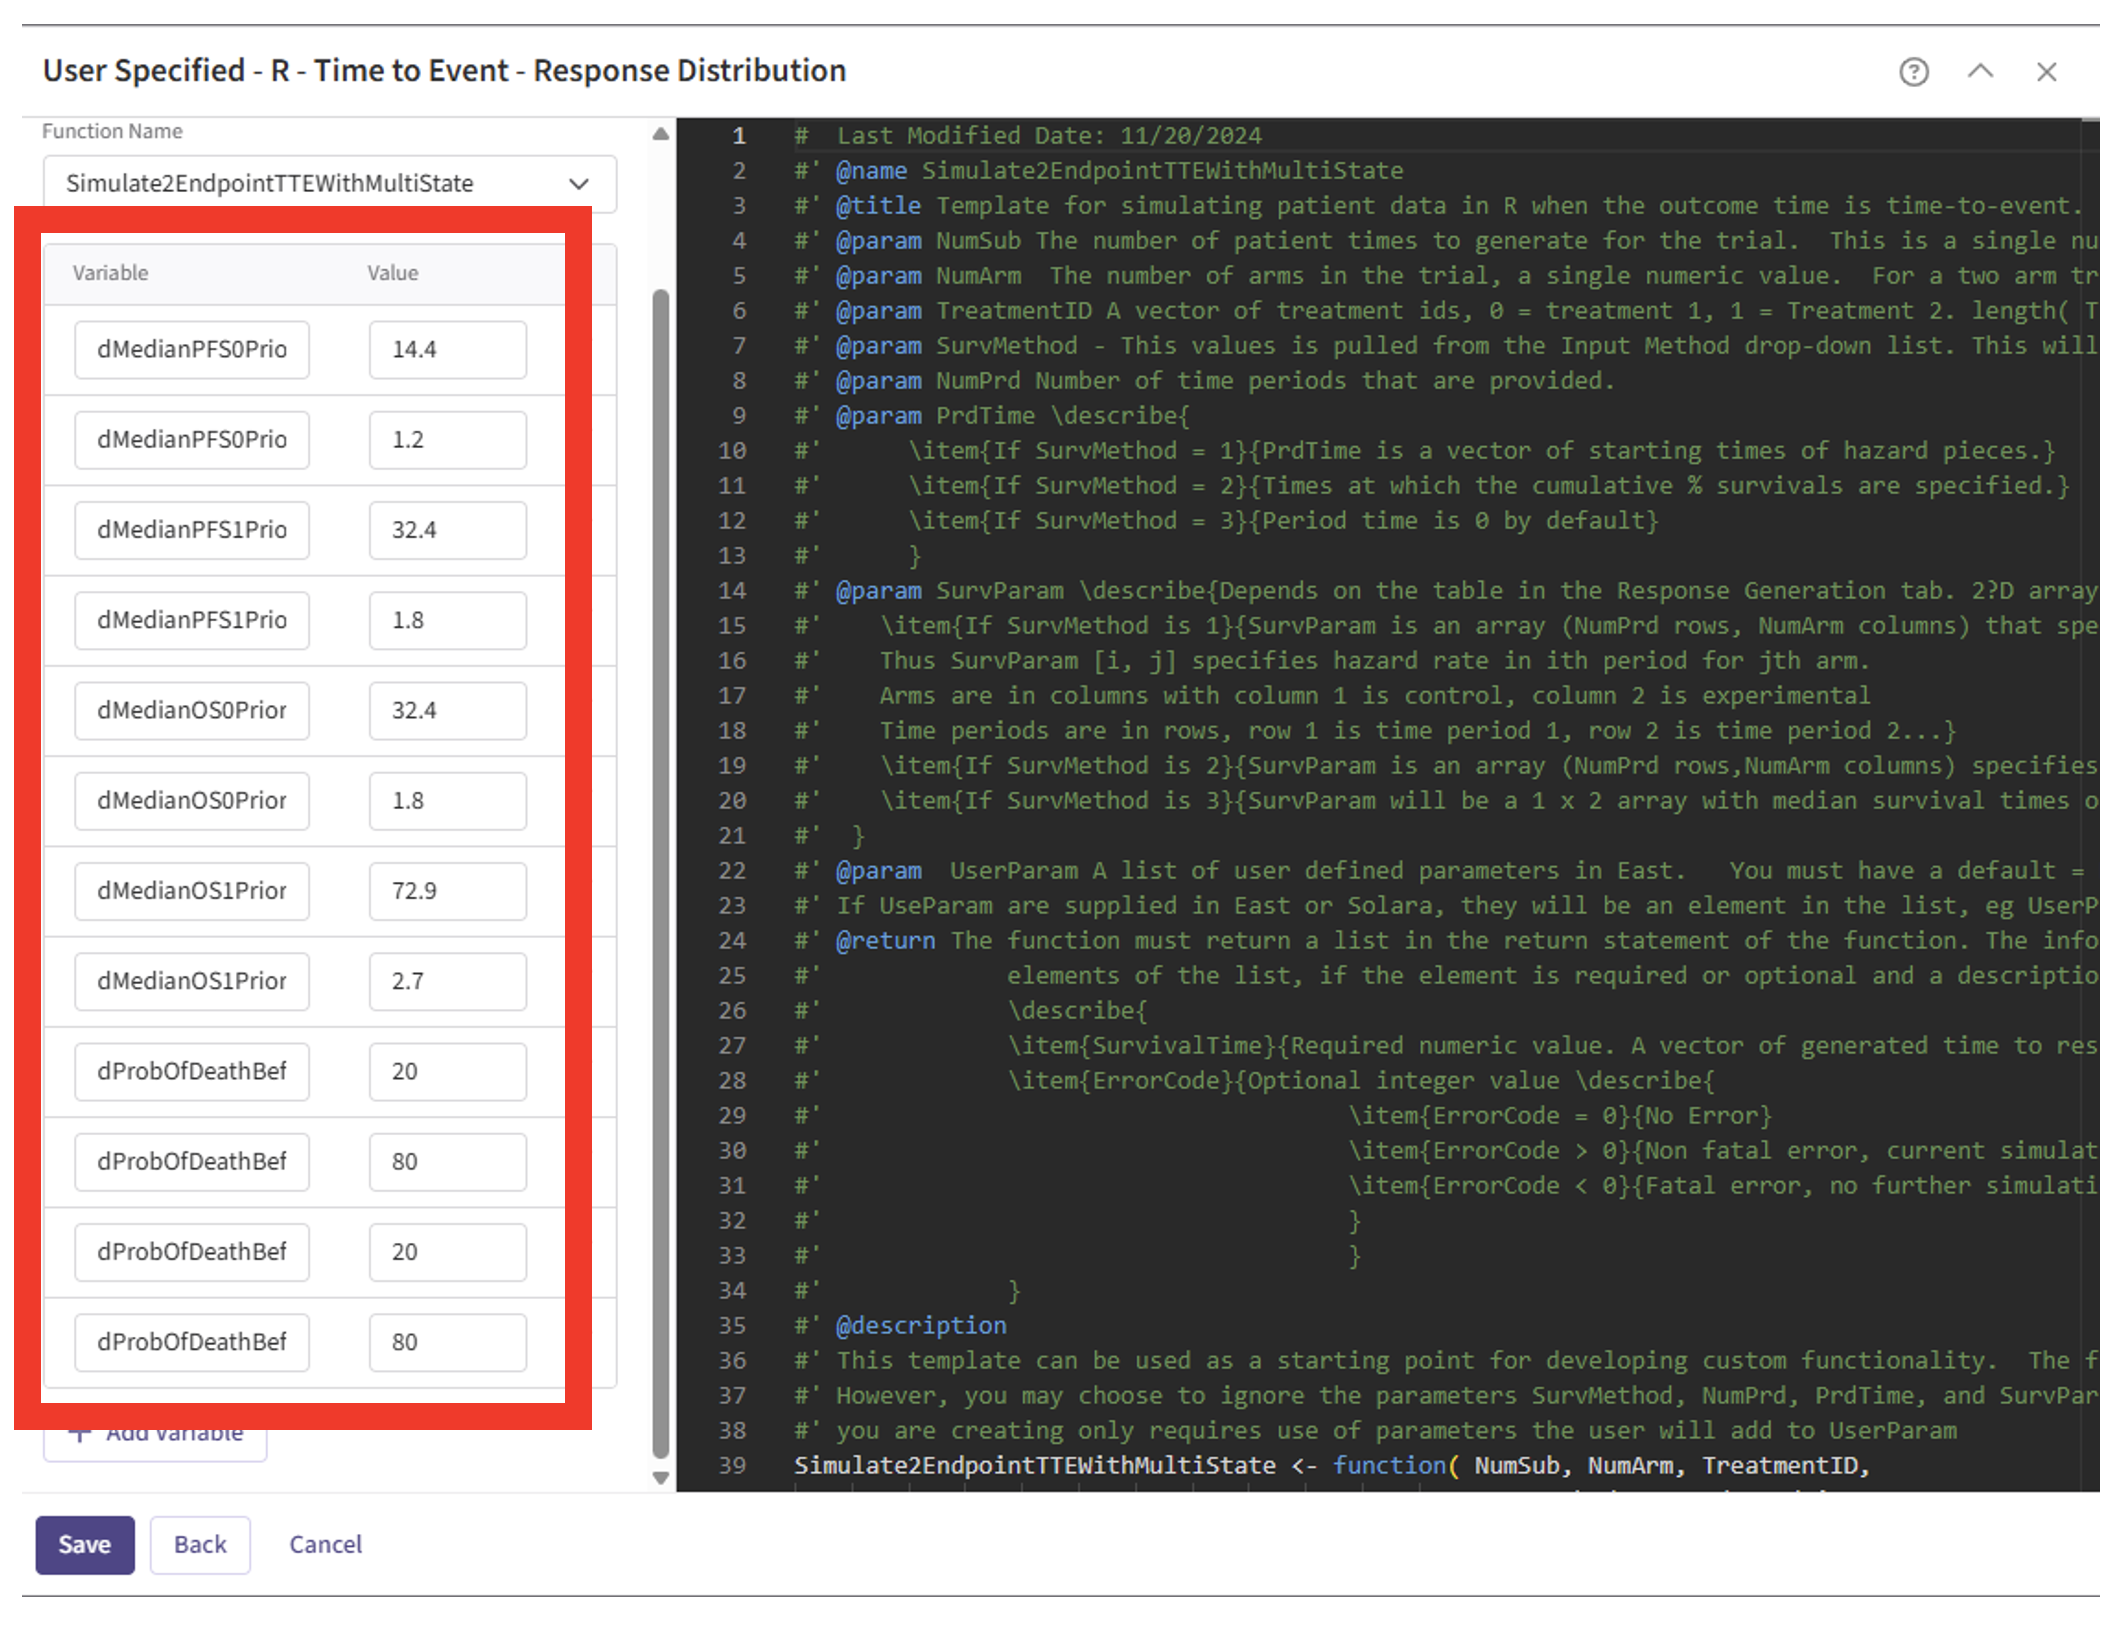 User Specified - R - Time to Event - Response Distribution
Function Name
Simulate2EndpointTTEWithMultiState
Variable Value
dMedianPFS0Prio 14.4
dMedianPFS0Prio 1.2
dMedianPFS1Prio 32.4
dMedianPFS1Prio 1.8
dMedianOS0Prior 32.4
dMedianOS0Prior 1.8
dMedianOS1Prior 72.9
dMedianOS1Prior 2.7
dProbOfDeathBef 20
dProbOfDeathBef 80
dProbOfDeathBef 20
dProbOfDeathBef 80
+ Add Variable
Save Back Cancel
1 # Last Modified Date: 11/20/2024
2 #' @name Simulate2EndpointTTEWithMultiState
3 #' @title Template for simulating patient data in R when the outcome time is time-to-event.
4 #' @param NumSub The number of patient times to generate for the trial. This is a single nu
5 #' @param NumArm The number of arms in the trial, a single numeric value. For a two arm tr
6 #' @param TreatmentID A vector of treatment ids, 0 = treatment 1, 1 = Treatment 2. length( T
7 #' @param SurvMethod - This values is pulled from the Input Method drop-down list. This will
8 #' @param NumPrd Number of time periods that are provided.
9 #' @param PrdTime \describe{
10 #' \item{If SurvMethod = 1}{PrdTime is a vector of starting times of hazard pieces.}
11 #' \item{If SurvMethod = 2}{Times at which the cumulative % survivals are specified.}
12 #' \item{If SurvMethod = 3}{Period time is 0 by default}
13 #' }
14 #' @param SurvParam \describe{Depends on the table in the Response Generation tab. 2?D array
15 #' \item{If SurvMethod is 1}{SurvParam is an array (NumPrd rows, NumArm columns) that spe
16 #' Thus SurvParam [i, j] specifies hazard rate in ith period for jth arm.
17 #' Arms are in columns with column 1 is control, column 2 is experimental
18 #' Time periods are in rows, row 1 is time period 1, row 2 is time period 2...}
19 #' \item{If SurvMethod is 2}{SurvParam is an array (NumPrd rows,NumArm columns) specifies
20 #' \item{If SurvMethod is 3}{SurvParam will be a 1 x 2 array with median survival times o
21 #' }
22 #' @param UserParam A list of user defined parameters in East. You must have a default =
23 #' If UseParam are supplied in East or Solara, they will be an element in the list, eg UserP
24 #' @return The function must return a list in the return statement of the function. The info
25 #' elements of the list, if the element is required or optional and a descriptio
26 #' \describe{
27 #' \item{SurvivalTime}{Required numeric value. A vector of generated time to res
28 #' \item{ErrorCode}{Optional integer value \describe{
29 #' \item{ErrorCode = 0}{No Error}
30 #' \item{ErrorCode > 0}{Non fatal error, current simulat
31 #' \item{ErrorCode < 0}{Fatal error, no further simulati
32 #' }
33 #' }
34 #' }
35 #' @description
36 #' This template can be used as a starting point for developing custom functionality. The f
37 #' However, you may choose to ignore the parameters SurvMethod, NumPrd, PrdTime, and SurvPar
38 #' you are creating only requires use of parameters the user will add to UserParam
39 Simulate2EndpointTTEWithMultiState <- function( NumSub, NumArm, TreatmentID,